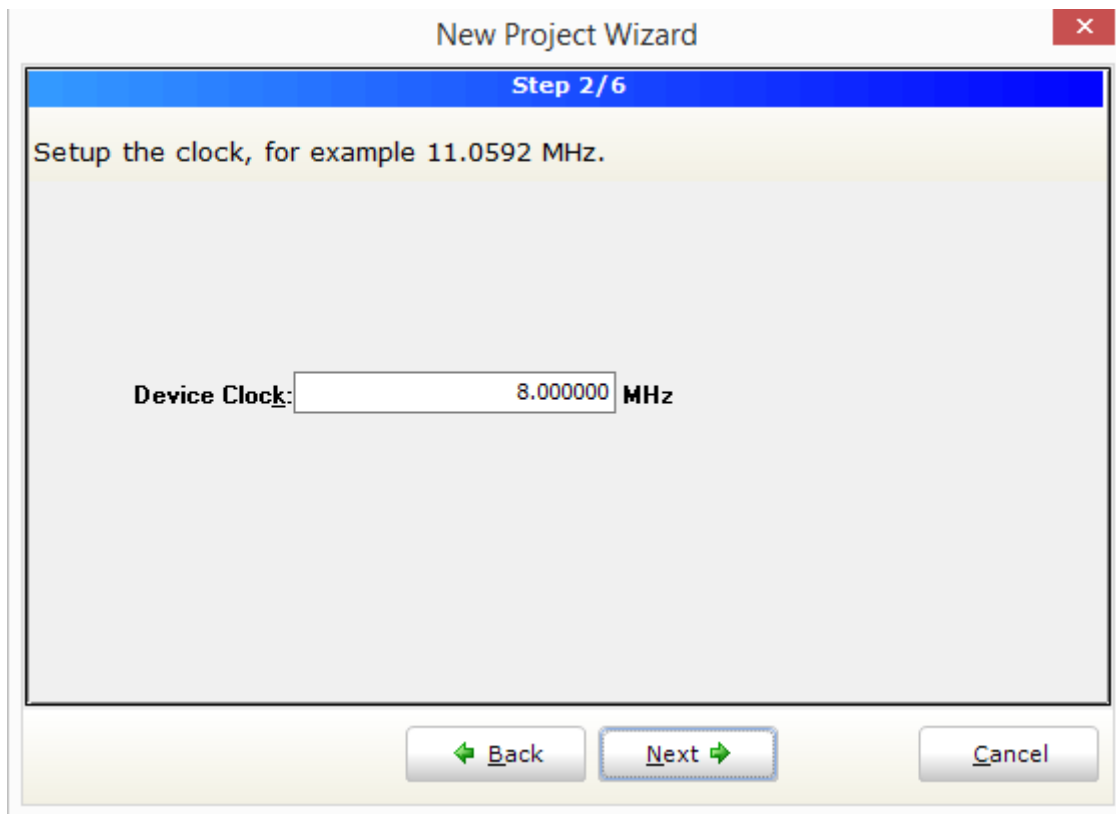 New Project Wizard
Step 2/6
Setup the clock, for example 11.0592 MHz.
Device Clock: 8.000000 MHz
Back Next Cancel